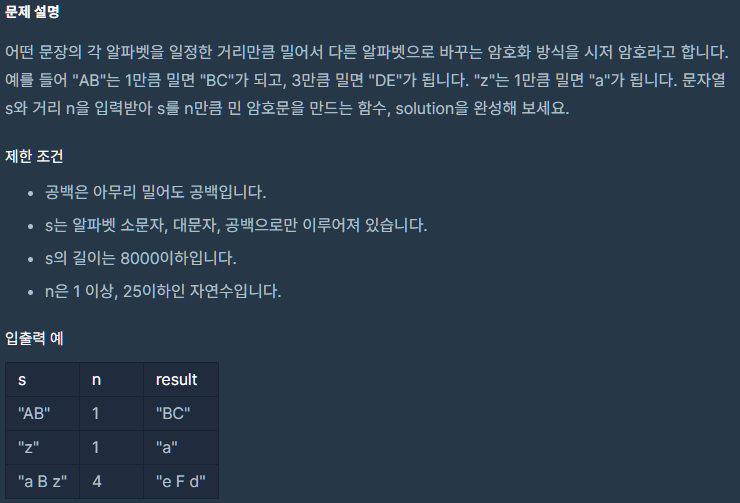 문제 설명
어떤 문장의 각 알파벳을 일정한 거리만큼 밀어서 다른 알파벳으로 바꾸는 암호화 방식을 시저 암호라고 합니다.
예를 들어 "AB"는 1만큼 밀면 "BC"가 되고, 3만큼 밀면 "DE"가 됩니다. "z"는 1만큼 밀면 "a"가 됩니다. 문자열
s와 거리 n을 입력받아 s를 n만큼 민 암호문을 만드는 함수, solution을 완성해 보세요.
제한 조건
• 공백은 아무리 밀어도 공백입니다.
• s는 알파벳 소문자, 대문자, 공백으로만 이루어져 있습니다.
• s의 길이는 8000이하입니다.
• n은 1 이상, 25이하인 자연수입니다.
입출력 예
s n result
"AB" 1 "BC"
"z" 1 "a"
"a B z" 4 "e F d"